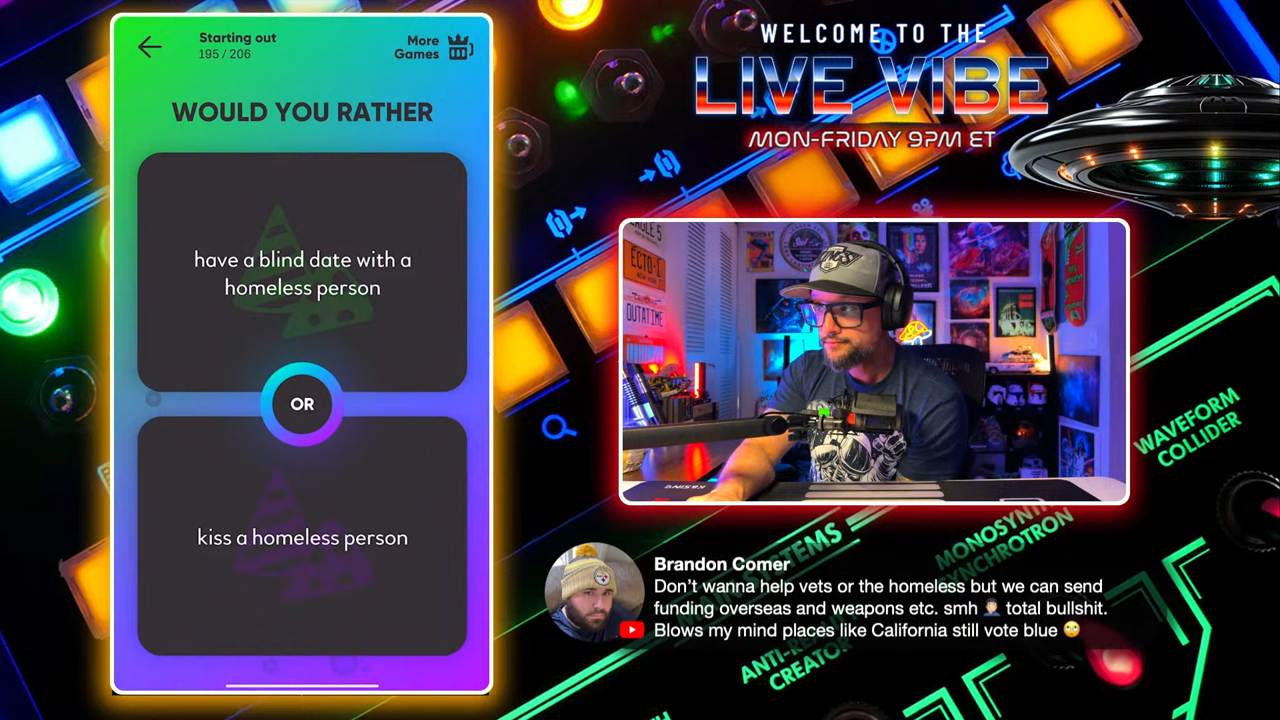 Starting out
195 / 206
More
Games
WOULD YOU RATHER
have a blind date with a
homeless person
OR
kiss a homeless person
WELCOME TO THE
LIVE VIBE
MON-FRIDAY 9PM ET
ECTO-1
OUTATIME
KINGS
WAVEFORM
COLLIDER
MONOSYNTH
SYNCHROTRON
Brandon Comer
Don't wanna help vets or the homeless but we can send
funding overseas and weapons etc. smh 🤦🏻‍♂️ total bullshit.
Blows my mind places like California still vote blue 🙄
CREATOR